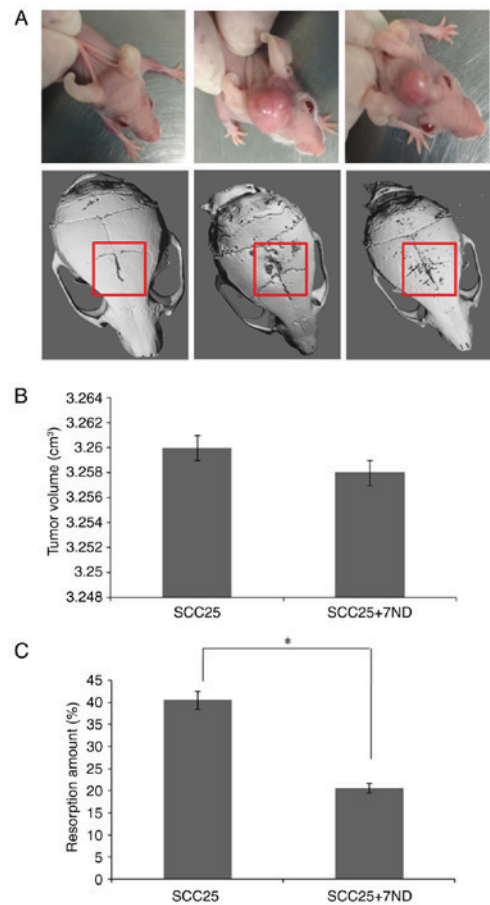 A
B
3.264
3.262
3.26
3.258
3.256
3.254
3.252
3.25
3.248
Tumor volume (cm³)
SCC25
SCC25+7ND
C
*
45
40
35
30
25
20
15
10
5
0
Resorption amount (%)
SCC25
SCC25+7ND